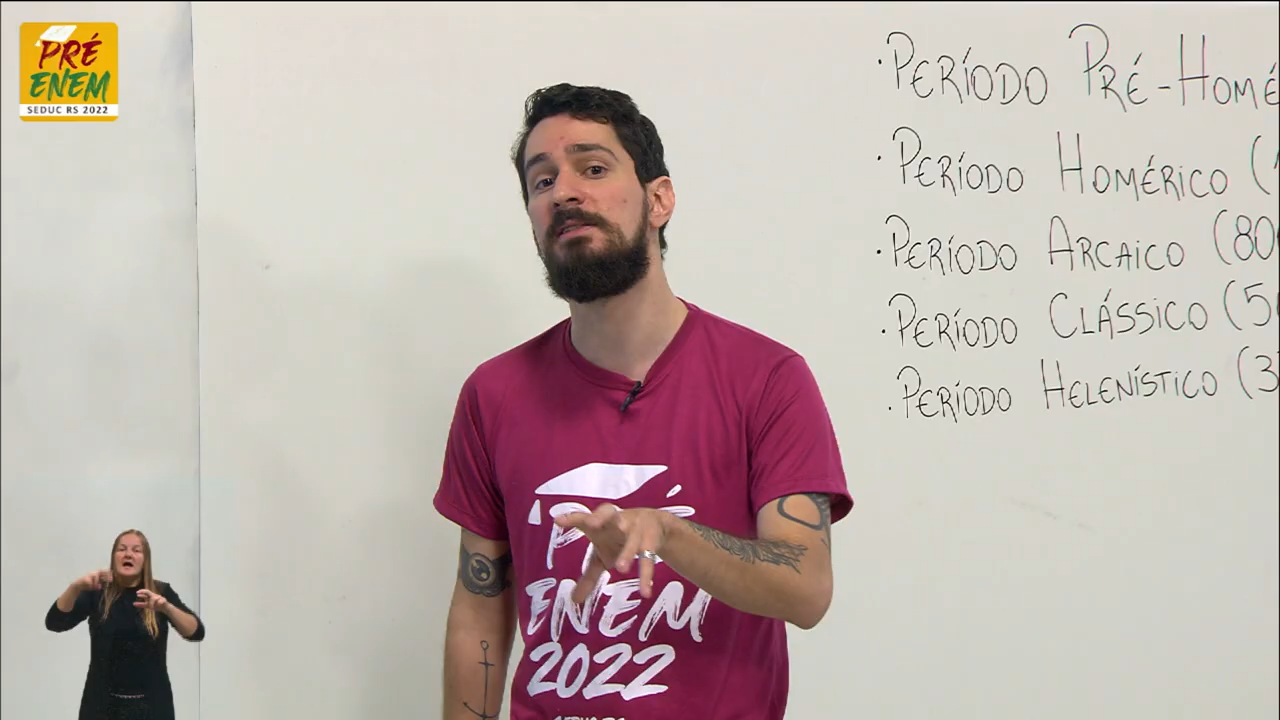 PRÉ
ENEM
SEDUC RS 2022
· PERÍODO PRÉ-HOMÉ
· PERÍODO HOMÉRICO (
· PERÍODO ARCAICO (80
· PERÍODO CLÁSSICO (5
· PERÍODO HELENÍSTICO (3
PRÉ
ENEM
2022